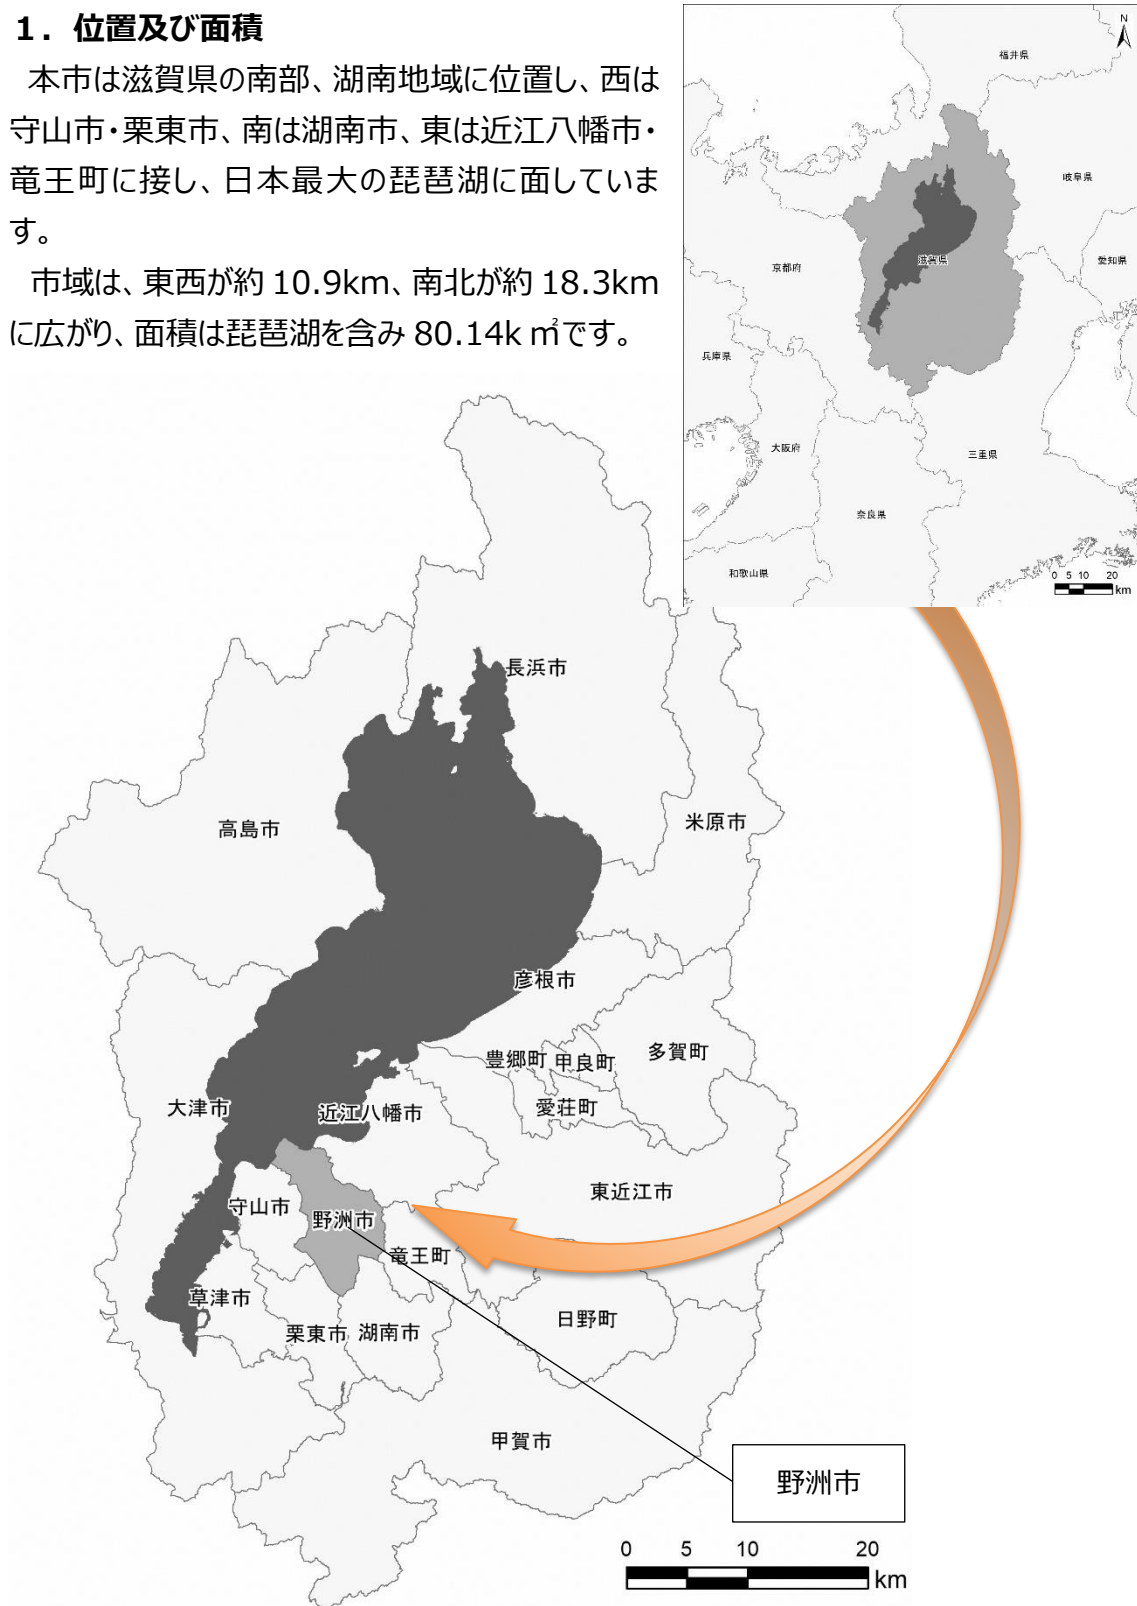 １．位置及び面積
本市は滋賀県の南部、湖南地域に位置し、西は
守山市・栗東市、南は湖南市、東は近江八幡市・
竜王町に接し、日本最大の琵琶湖に面していま
す。
市域は、東西が約 10.9km、南北が約 18.3km
に広がり、面積は琵琶湖を含み 80.14k㎡です。
N
福井県
岐阜県
京都府
滋賀県
愛知県
兵庫県
大阪府
三重県
奈良県
和歌山県
0 5 10 20
km
長浜市
高島市
米原市
彦根市
豊郷町
甲良町
多賀町
愛荘町
大津市
近江八幡市
東近江市
守山市
野洲市
竜王町
草津市
栗東市
湖南市
日野町
甲賀市
野洲市
0 5 10 20
km